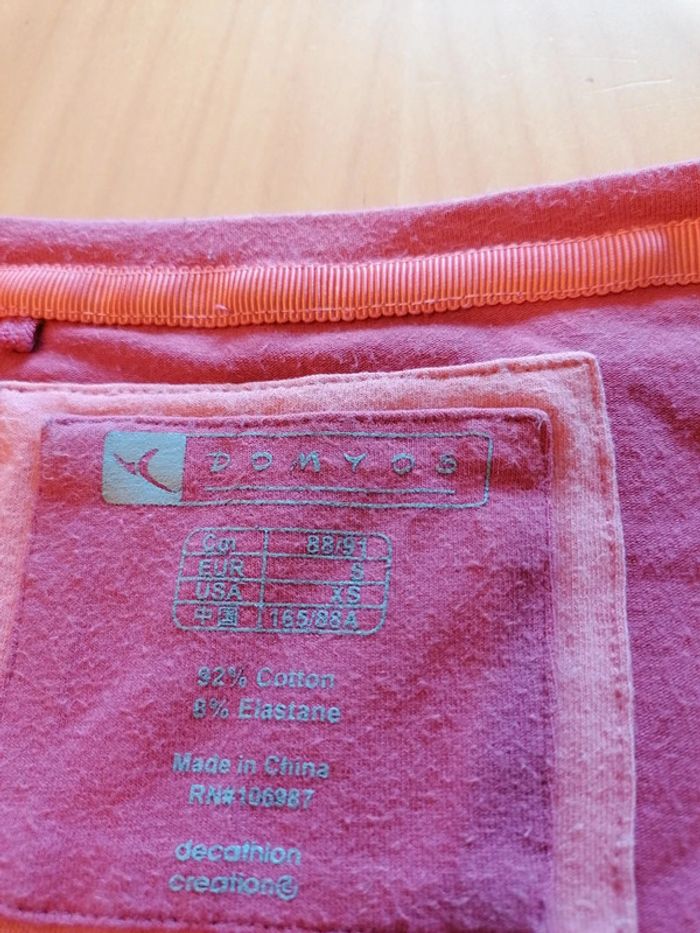 DOMYOS
Cm 88/91
EUR S
USA XS
中国 165/88A
92% Cotton
8% Elastane
Made in China
RN#106987
decathlon
creation